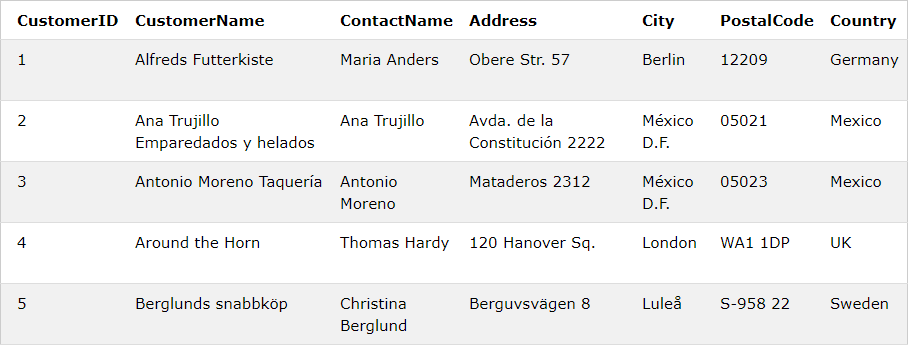 CustomerID CustomerName ContactName Address City PostalCode Country
1 Alfreds Futterkiste Maria Anders Obere Str. 57 Berlin 12209 Germany
2 Ana Trujillo Ana Trujillo Avda. de la México 05021 Mexico
Emparedados y helados Constitución 2222 D.F.
3 Antonio Moreno Taquería Antonio Mataderos 2312 México 05023 Mexico
Moreno D.F.
4 Around the Horn Thomas Hardy 120 Hanover Sq. London WA1 1DP UK
5 Berglunds snabbköp Christina Berguvsvägen 8 Luleå S-958 22 Sweden
Berglund